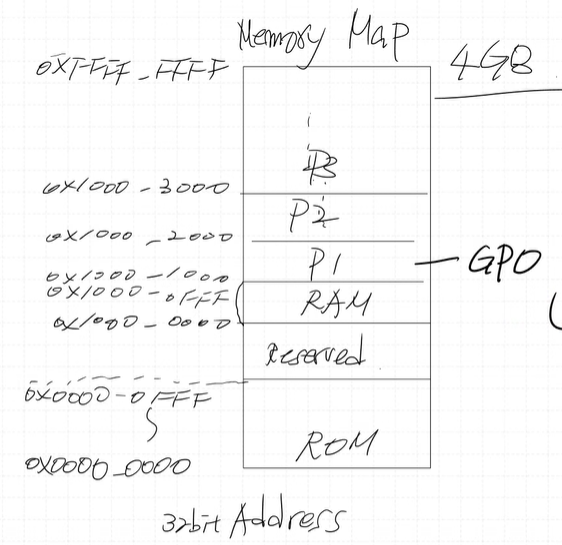 Memory Map
0XFFFF_FFFF
4GB
P3
0X1000_3000
P2
0X1000_2000
P1
GPO
0X1000_1000
0X1000_0FFF
RAM
0X1000_0000
Reserved
0X0000_0FFF
ROM
0X0000_0000
32bit Address